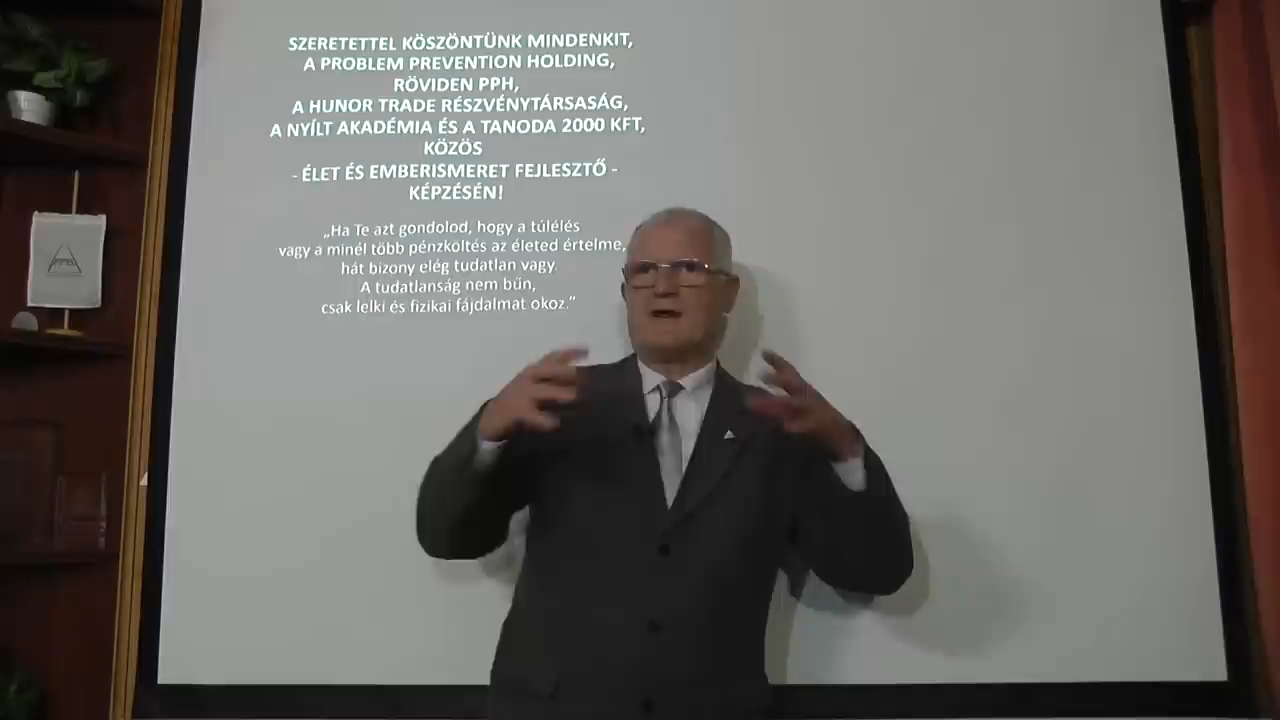 SZERETETTEL KÖSZÖNTÜNK MINDENKIT,
A PROBLEM PREVENTION HOLDING,
RÖVIDEN PPH,
A HUNOR TRADE RÉSZVÉNYTÁRSASÁG,
A NYÍLT AKADÉMIA ÉS A TANODA 2000 KFT,
KÖZÖS
- ÉLET ÉS EMBERISMERET FEJLESZTŐ -
KÉPZÉSÉN!
„Ha Te azt gondolod, hogy a túlélés
vagy a minél több pénzköltés az életed értelme,
hát bizony elég tudatlan vagy.
A tudatlanság nem bűn,
csak lelki és fizikai fájdalmat okoz.”